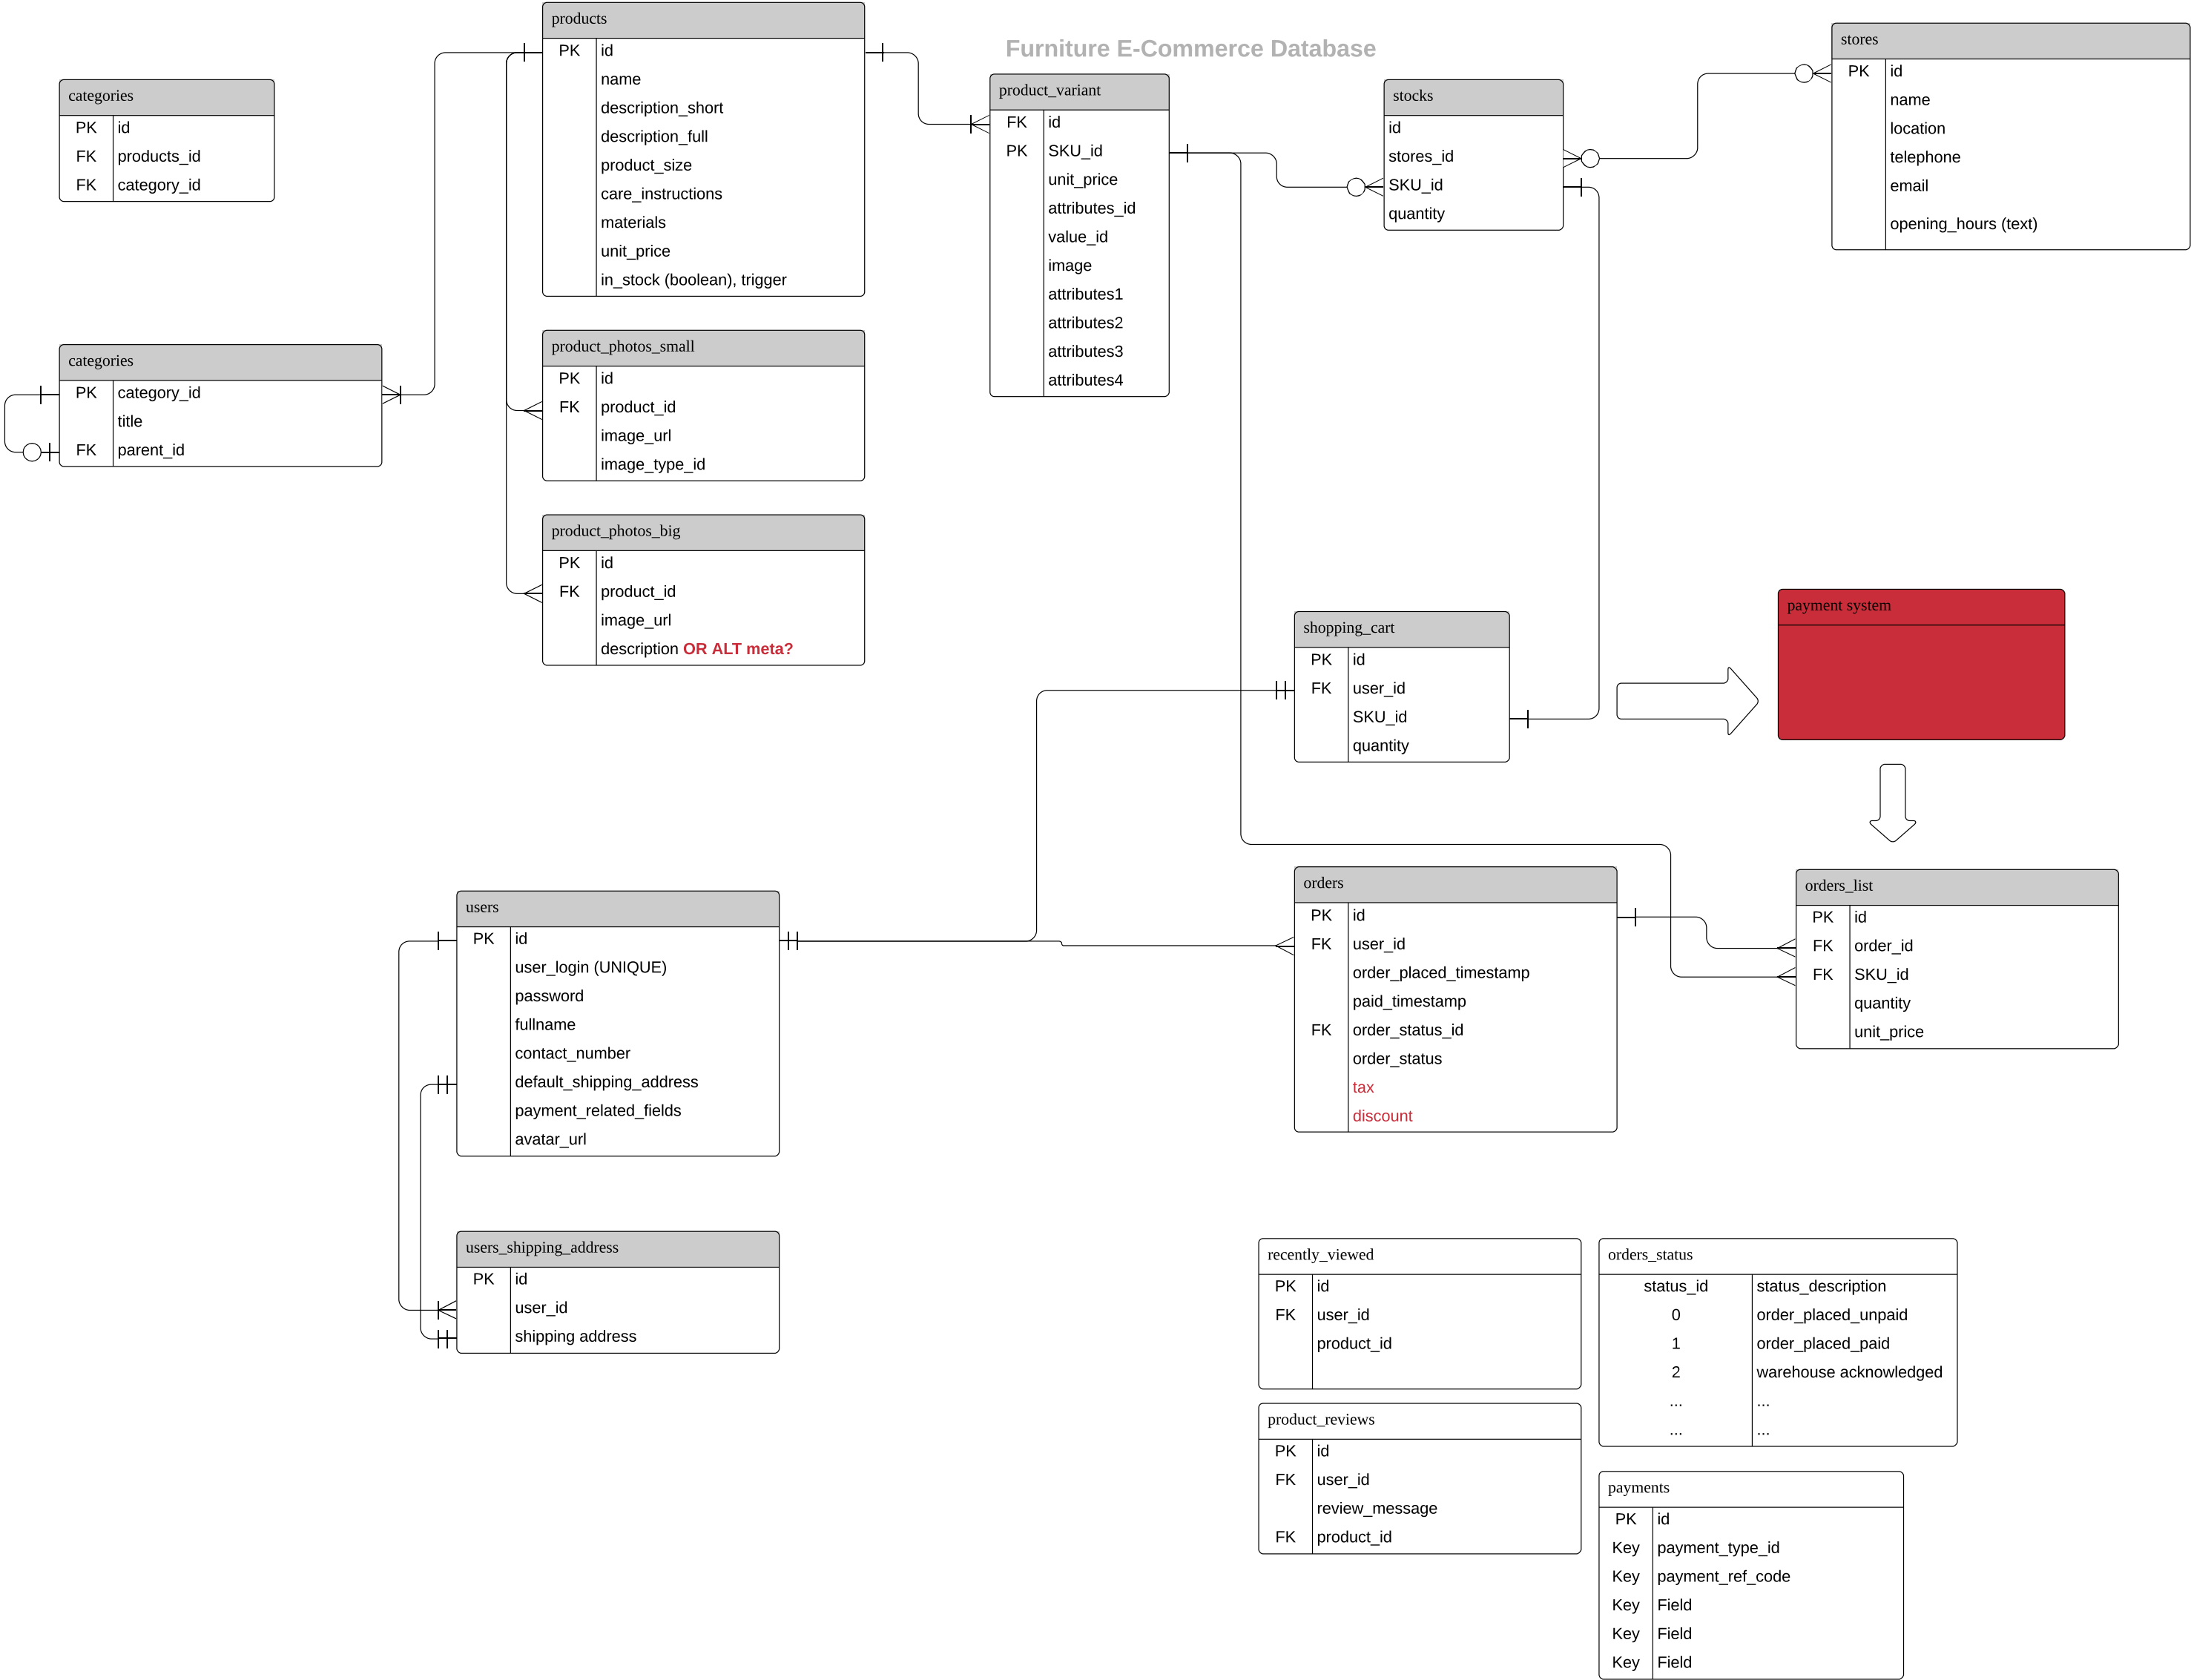 Furniture E-Commerce Database
categories
PK id
FK products_id
FK category_id
categories
PK category_id
title
FK parent_id
products
PK id
name
description_short
description_full
product_size
care_instructions
materials
unit_price
in_stock (boolean), trigger
product_photos_small
PK id
FK product_id
image_url
image_type_id
product_photos_big
PK id
FK product_id
image_url
description OR ALT meta?
product_variant
FK id
PK SKU_id
unit_price
attributes_id
value_id
image
attributes1
attributes2
attributes3
attributes4
stocks
id
stores_id
SKU_id
quantity
stores
PK id
name
location
telephone
email
opening_hours (text)
shopping_cart
PK id
FK user_id
SKU_id
quantity
payment system
users
PK id
user_login (UNIQUE)
password
fullname
contact_number
default_shipping_address
payment_related_fields
avatar_url
orders
PK id
FK user_id
order_placed_timestamp
paid_timestamp
FK order_status_id
order_status
tax
discount
orders_list
PK id
FK order_id
FK SKU_id
quantity
unit_price
users_shipping_address
PK id
user_id
shipping address
recently_viewed
PK id
FK user_id
product_id
orders_status
status_id status_description
0 order_placed_unpaid
1 order_placed_paid
2 warehouse acknowledged
... ...
... ...
product_reviews
PK id
FK user_id
review_message
FK product_id
payments
PK id
Key payment_type_id
Key payment_ref_code
Key Field
Key Field
Key Field